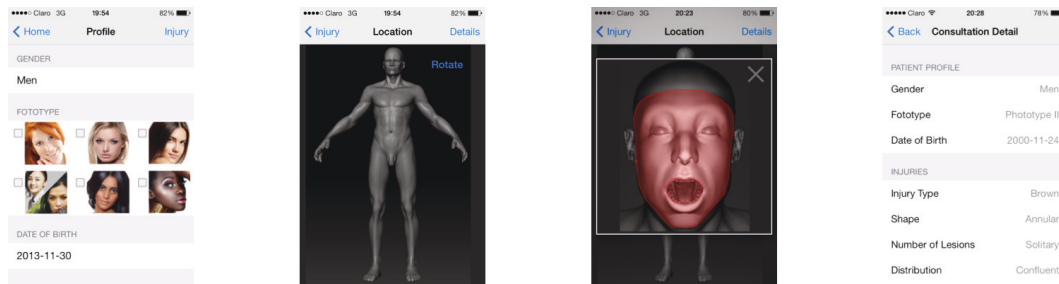 Claro 3G 19:54 82%
Home Profile Injury
GENDER
Men
FOTOTYPE
DATE OF BIRTH
2013-11-30
Claro 3G 19:54 82%
Injury Location Details
Rotate
Claro 3G 20:23 80%
Injury Location Details
Claro 20:28 78%
Back Consultation Detail
PATIENT PROFILE
Gender Men
Fototype Phototype II
Date of Birth 2000-11-24
INJURIES
Injury Type Brown
Shape Annular
Number of Lesions Solitary
Distribution Confluent